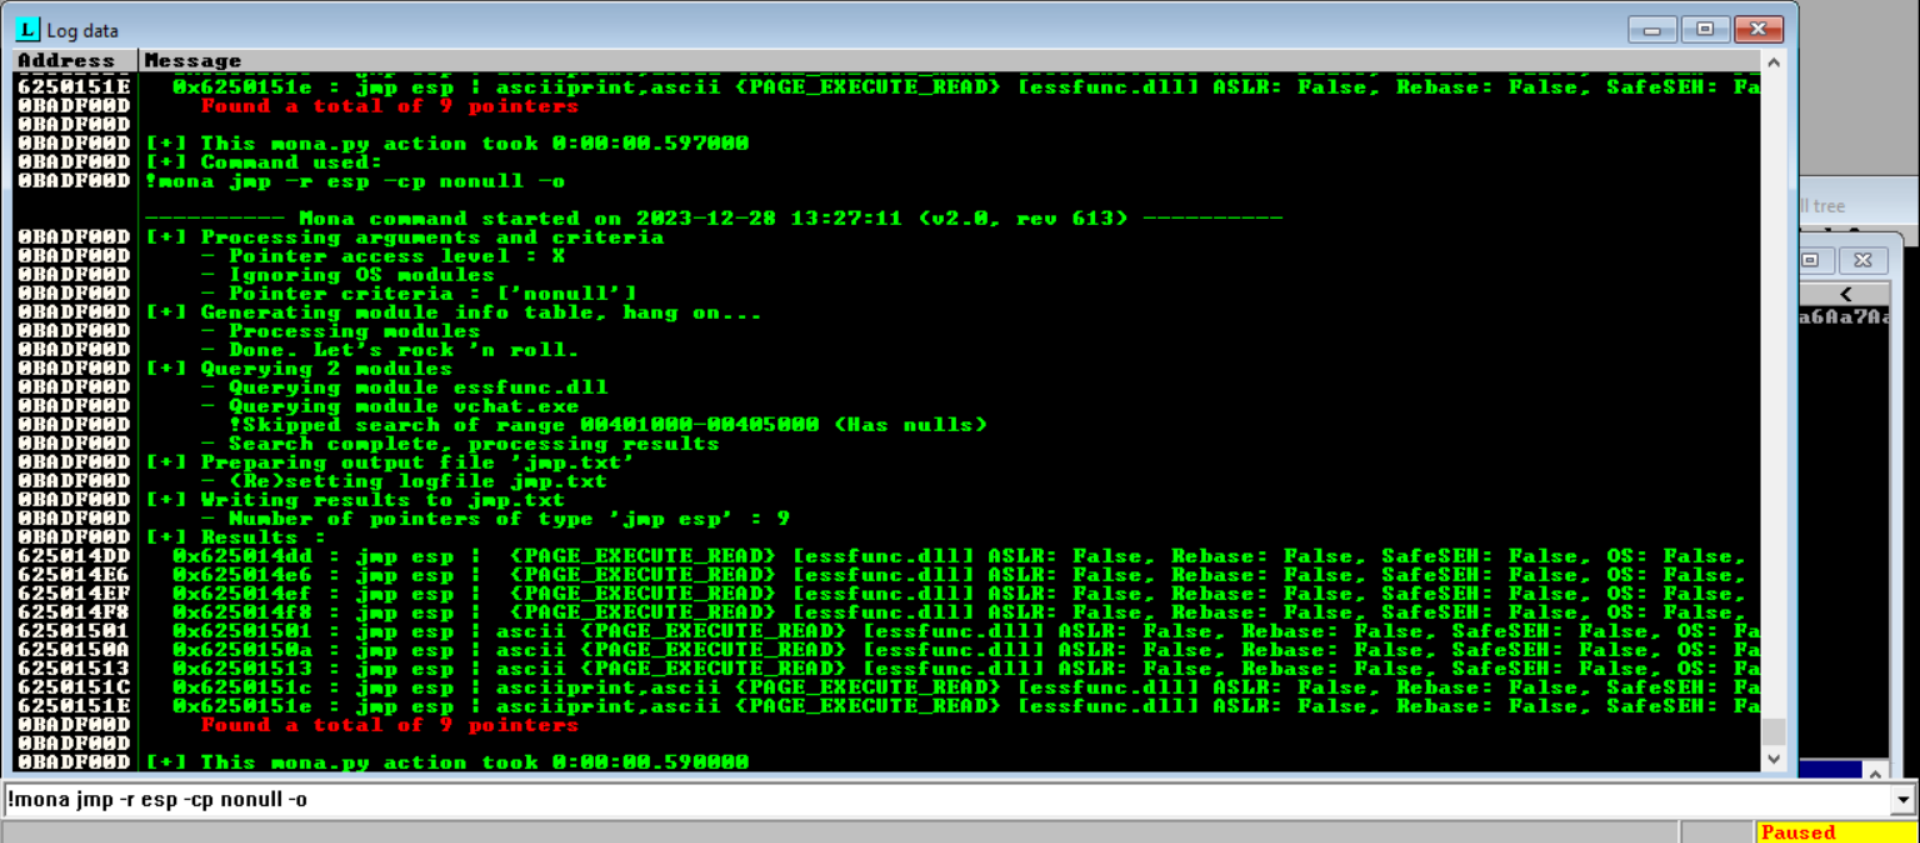 L Log data
Address Message
6250151E 0x6250151e : jmp esp | asciiprint,ascii {PAGE_EXECUTE_READ} [essfunc.dll] ASLR: False, Rebase: False, SafeSEH: Fa
0BADF00D Found a total of 9 pointers
0BADF00D
0BADF00D [+] This mona.py action took 0:00:00.597000
0BADF00D [+] Command used:
0BADF00D !mona jmp -r esp -cp nonull -o
---------- Mona command started on 2023-12-28 13:27:11 (v2.0, rev 613) ----------
0BADF00D [+] Processing arguments and criteria
0BADF00D - Pointer access level : X
0BADF00D - Ignoring OS modules
0BADF00D - Pointer criteria : ['nonull']
0BADF00D [+] Generating module info table, hang on...
0BADF00D - Processing modules
0BADF00D - Done. Let's rock 'n roll.
0BADF00D [+] Querying 2 modules
0BADF00D - Querying module essfunc.dll
0BADF00D - Querying module vchat.exe
0BADF00D !Skipped search of range 00401000-00405000 (Has nulls)
0BADF00D - Search complete, processing results
0BADF00D [+] Preparing output file 'jmp.txt'
0BADF00D - (Re)setting logfile jmp.txt
0BADF00D [+] Writing results to jmp.txt
0BADF00D - Number of pointers of type 'jmp esp' : 9
0BADF00D [+] Results :
625014DD 0x625014dd : jmp esp | {PAGE_EXECUTE_READ} [essfunc.dll] ASLR: False, Rebase: False, SafeSEH: False, OS: False,
625014E6 0x625014e6 : jmp esp | {PAGE_EXECUTE_READ} [essfunc.dll] ASLR: False, Rebase: False, SafeSEH: False, OS: False,
625014EF 0x625014ef : jmp esp | {PAGE_EXECUTE_READ} [essfunc.dll] ASLR: False, Rebase: False, SafeSEH: False, OS: False,
625014F8 0x625014f8 : jmp esp | {PAGE_EXECUTE_READ} [essfunc.dll] ASLR: False, Rebase: False, SafeSEH: False, OS: False,
62501501 0x62501501 : jmp esp | ascii {PAGE_EXECUTE_READ} [essfunc.dll] ASLR: False, Rebase: False, SafeSEH: False, OS: Fa
6250150A 0x6250150a : jmp esp | ascii {PAGE_EXECUTE_READ} [essfunc.dll] ASLR: False, Rebase: False, SafeSEH: False, OS: Fa
62501513 0x62501513 : jmp esp | ascii {PAGE_EXECUTE_READ} [essfunc.dll] ASLR: False, Rebase: False, SafeSEH: False, OS: Fa
6250151C 0x6250151c : jmp esp | asciiprint,ascii {PAGE_EXECUTE_READ} [essfunc.dll] ASLR: False, Rebase: False, SafeSEH: Fa
6250151E 0x6250151e : jmp esp | asciiprint,ascii {PAGE_EXECUTE_READ} [essfunc.dll] ASLR: False, Rebase: False, SafeSEH: Fa
0BADF00D Found a total of 9 pointers
0BADF00D
0BADF00D [+] This mona.py action took 0:00:00.590000
!mona jmp -r esp -cp nonull -o
Paused
ll tree
<
a6Aa7Aa